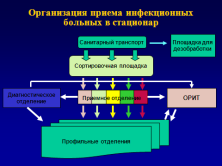 Организация приема инфекционных
больных в стационар
Санитарный транспорт
Площадка для
дезобработки
Сортировочная площадка
Диагностическое
отделение
Приемное отделение
ОРИТ
Профильные отделения